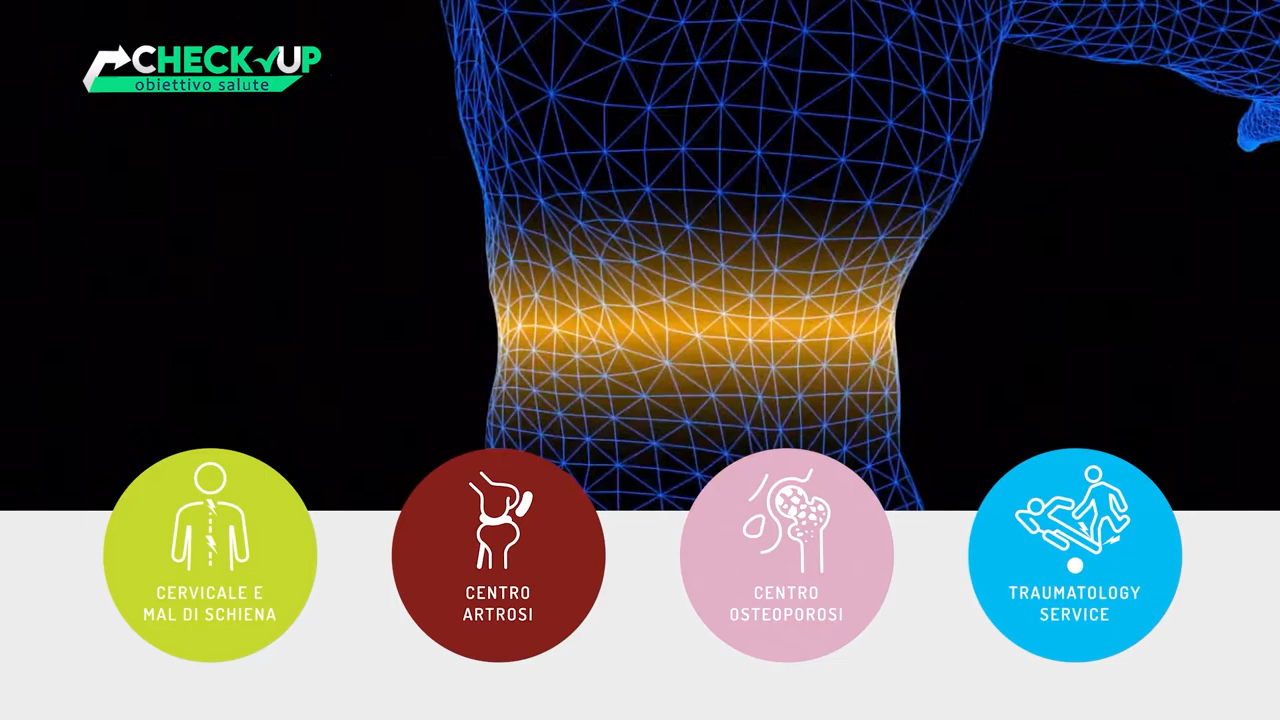 CHECK UP
obiettivo salute
CERVICALE E
MAL DI SCHIENA
CENTRO
ARTROSI
CENTRO
OSTEOPOROSI
TRAUMATOLOGY
SERVICE